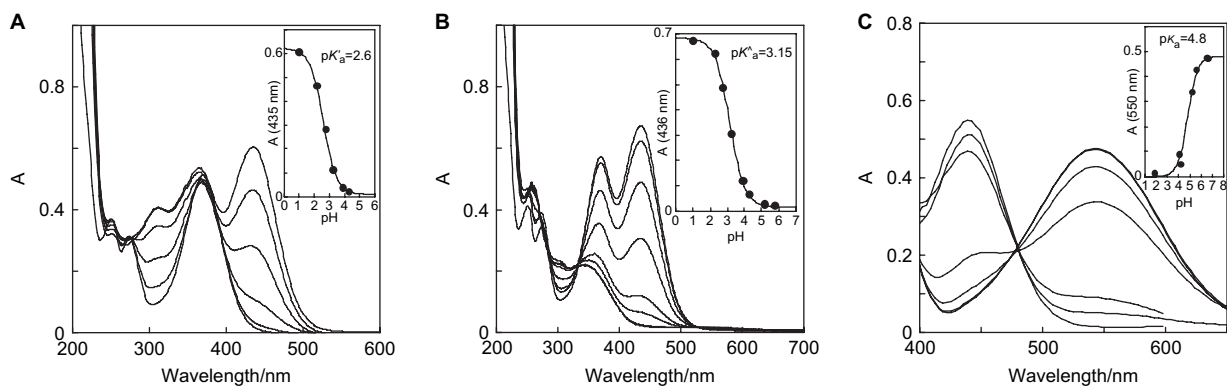 A
B
C
0.8
0.4
0
A
200 300 400 500 600
Wavelength/nm
0.6
0
A (435 nm)
pK′a=2.6
0 1 2 3 4 5 6
pH
0.8
0.4
0
A
200 300 400 500 600 700
Wavelength/nm
0.7
0
A (436 nm)
pK^a=3.15
0 1 2 3 4 5 6 7
pH
0.8
0.6
0.4
0.2
0
A
400 500 600
Wavelength/nm
0.5
0
A (550 nm)
pKa=4.8
1 2 3 4 5 6 7 8
pH